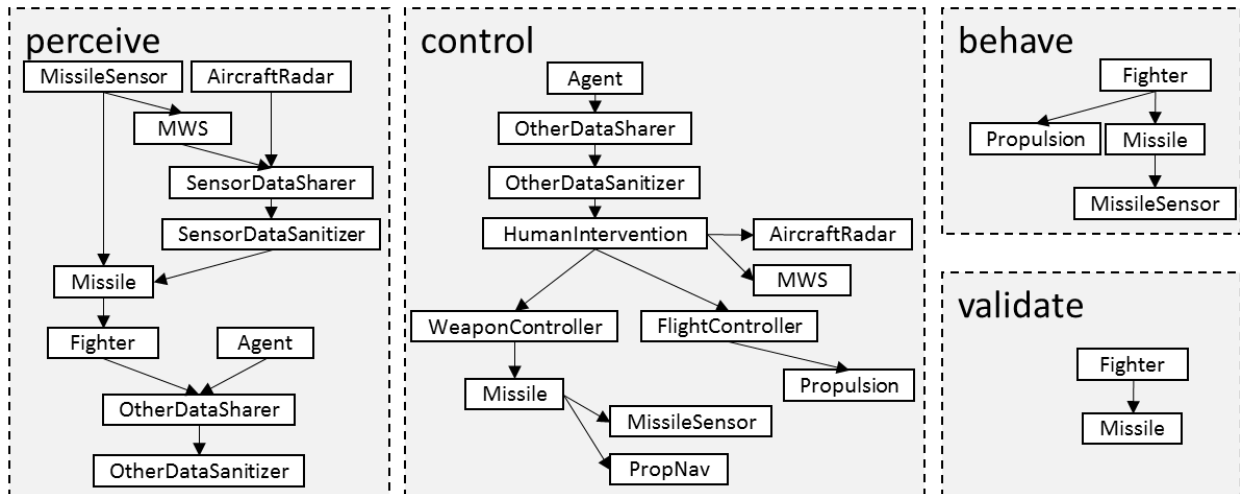 perceive
MissileSensor
AircraftRadar
MWS
SensorDataSharer
SensorDataSanitizer
Missile
Fighter
Agent
OtherDataSharer
OtherDataSanitizer
control
Agent
OtherDataSharer
OtherDataSanitizer
HumanIntervention
AircraftRadar
MWS
WeaponController
FlightController
Propulsion
Missile
MissileSensor
PropNav
behave
Fighter
Propulsion
Missile
MissileSensor
validate
Fighter
Missile